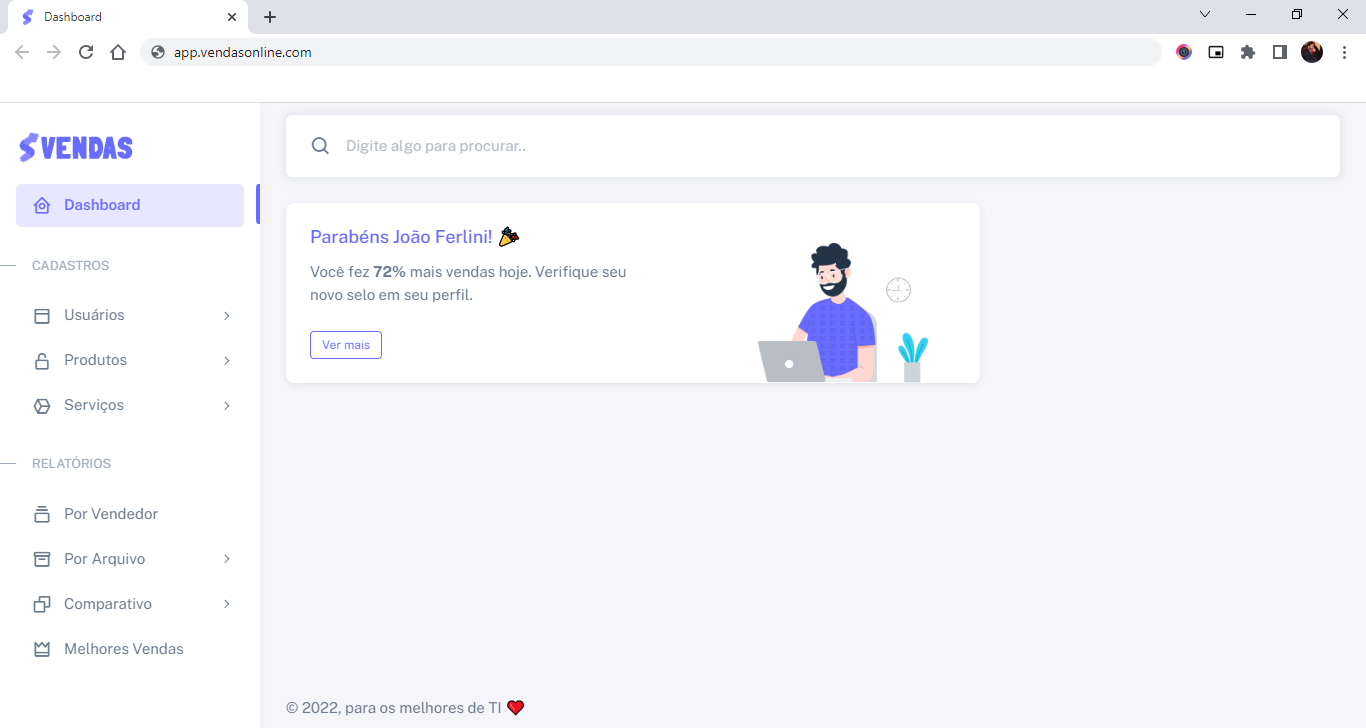 Dashboard
app.vendasonline.com
VENDAS
Digite algo para procurar..
Dashboard
Parabéns João Ferlini! 🎉
Você fez 72% mais vendas hoje. Verifique seu
novo selo em seu perfil.
Ver mais
CADASTROS
Usuários
Produtos
Serviços
RELATÓRIOS
Por Vendedor
Por Arquivo
Comparativo
Melhores Vendas
© 2022, para os melhores de TI ❤️